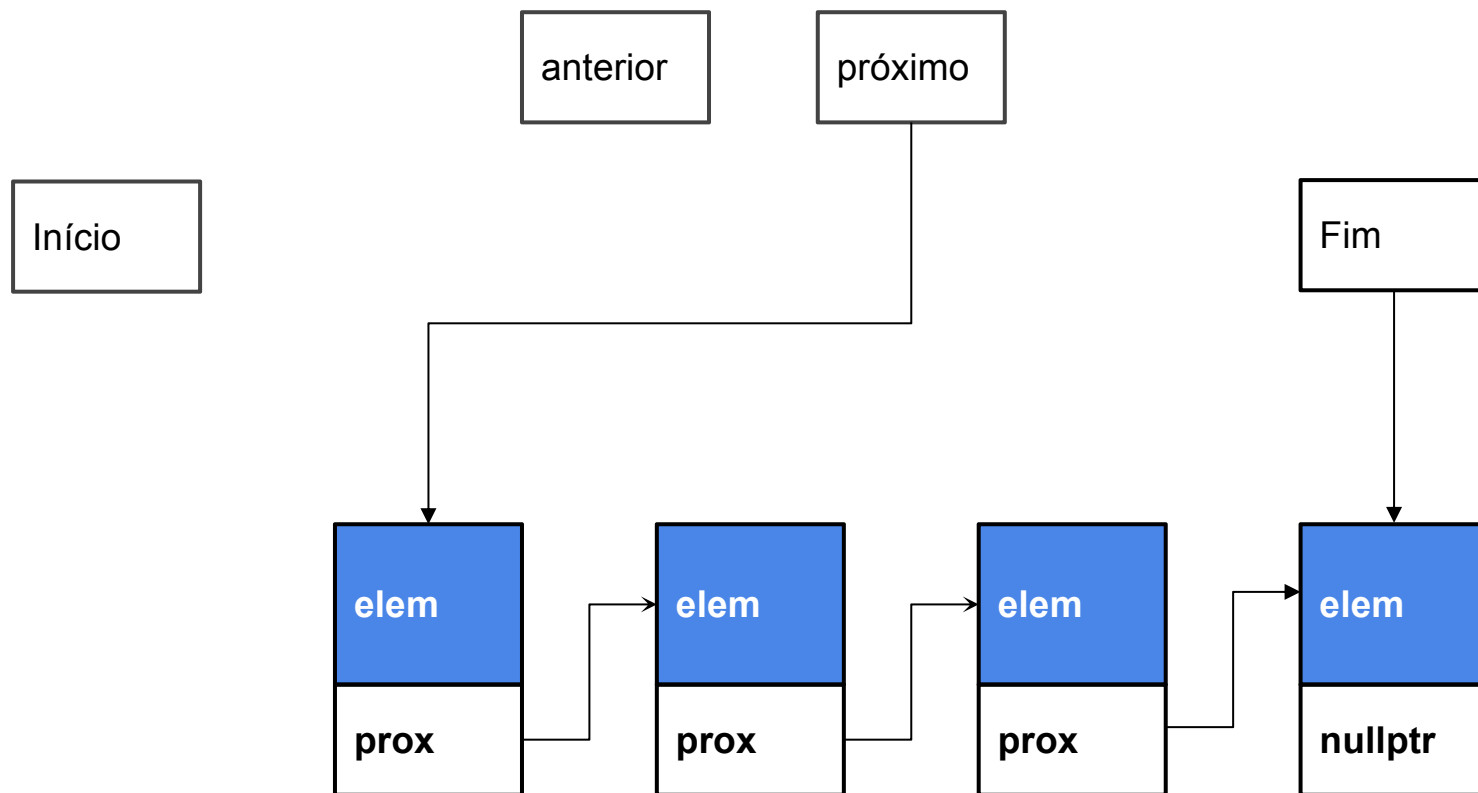 anterior
próximo
Início
Fim
elem
elem
elem
elem
prox
prox
prox
nullptr